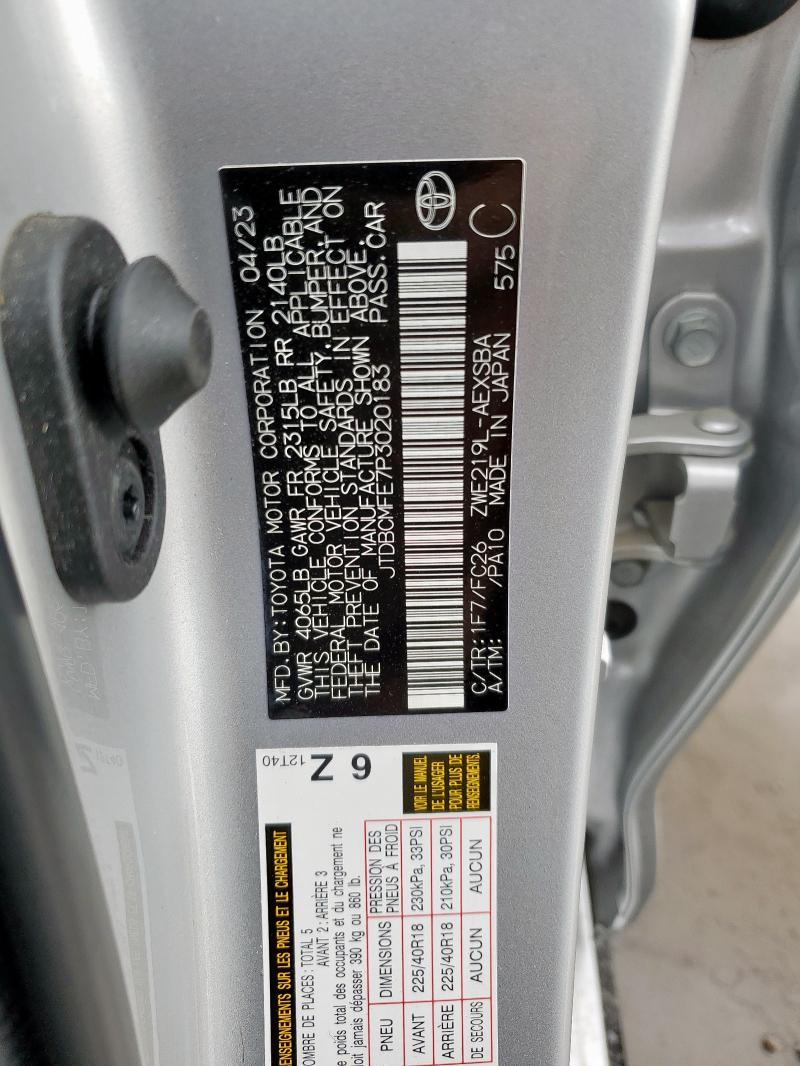 MFD. BY: TOYOTA MOTOR CORPORATION 04/23
GVWR 4065LB GAWR FR 2315LB RR 2140LB
THIS VEHICLE CONFORMS TO ALL APPLICABLE
FEDERAL MOTOR VEHICLE SAFETY, BUMPER, AND
THEFT PREVENTION STANDARDS IN EFFECT ON
THE DATE OF MANUFACTURE SHOWN ABOVE.
JTDBCMFE7P3020183 PASS. CAR
C/TR: 1F7/FC26 ZWE219L-AEXSBA
A/TM: /PA10 MADE IN JAPAN 575 C
12T40
6 Z
RENSEIGNEMENTS SUR LES PNEUS ET LE CHARGEMENT
OMBRE DE PLACES: TOTAL 5 AVANT 2: ARRIÈRE 3
e poids total des occupants et du chargement ne
oit jamais dépasser 390 kg ou 860 lb.
PNEU DIMENSIONS PRESSION DES PNEUS À FROID
AVANT 225/40R18 230kPa, 33PSI
ARRIÈRE 225/40R18 210kPa, 30PSI
DE SECOURS AUCUN AUCUN
VOIR LE MANUEL
DE L'USAGER
POUR PLUS DE
RENSEIGNEMENTS.